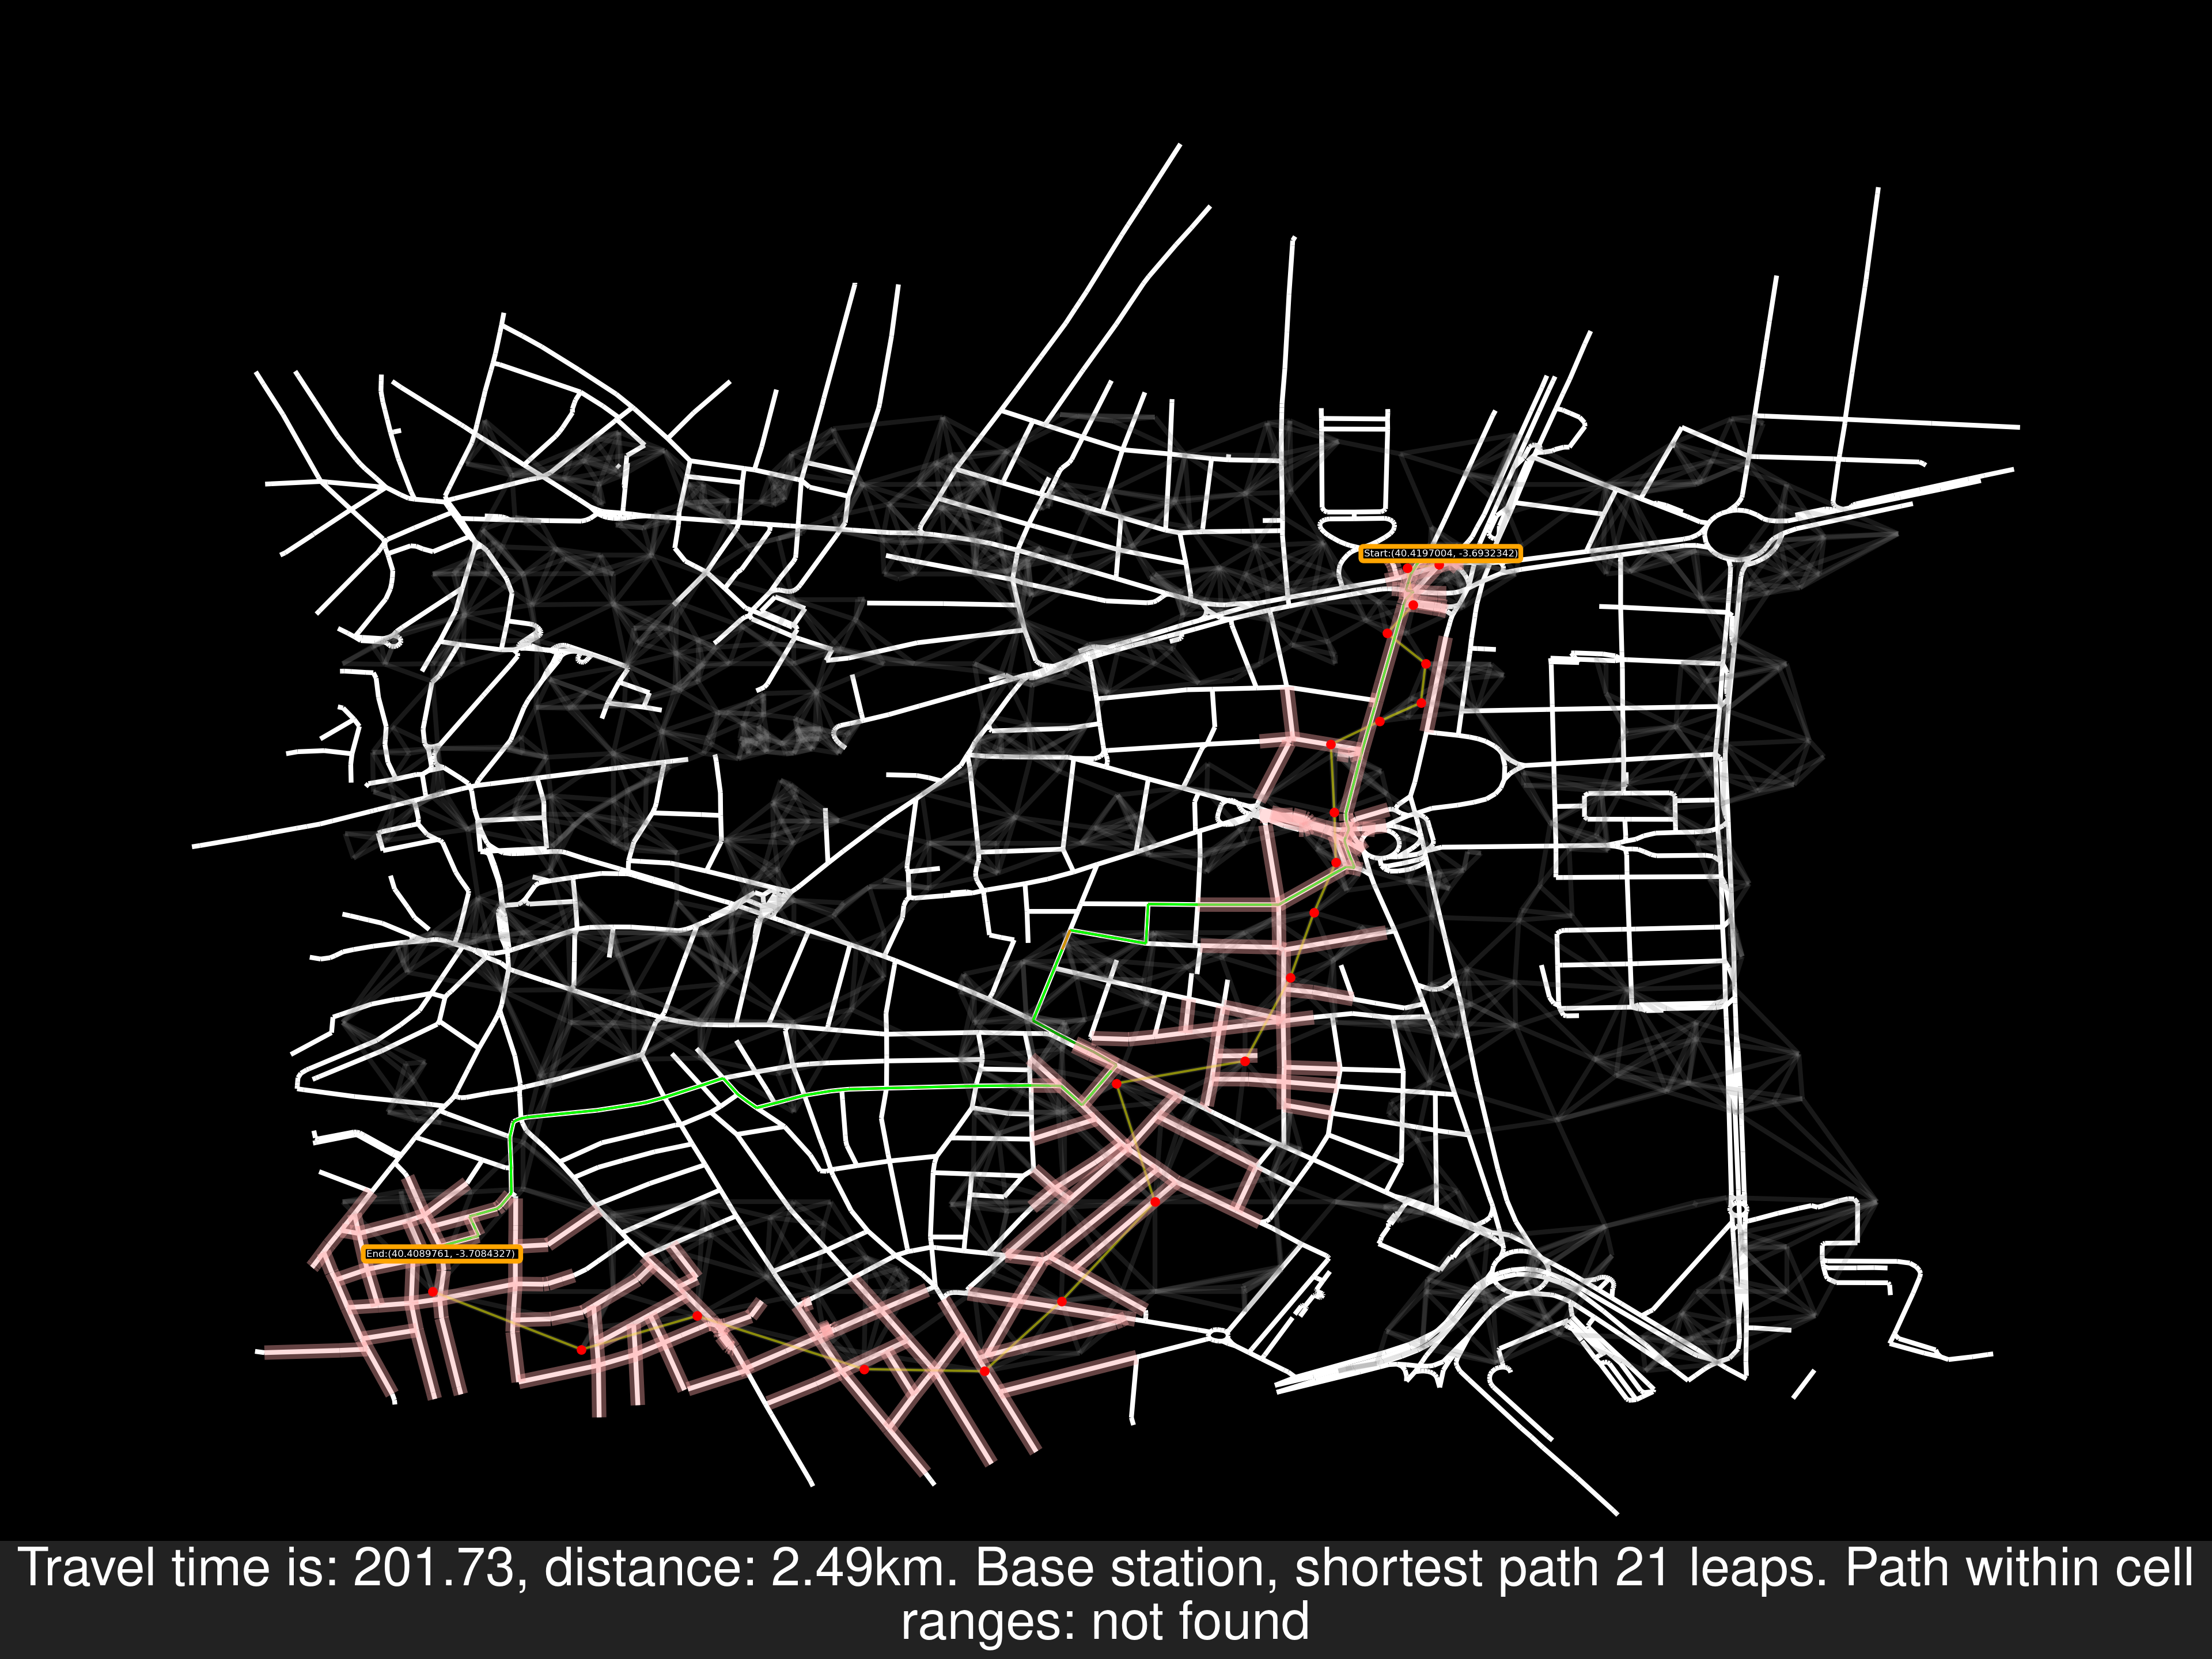 Start:(40.4197004, -3.6932342)
End:(40.4089761, -3.7084327)
Travel time is: 201.73, distance: 2.49km. Base station, shortest path 21 leaps. Path within cell
ranges: not found